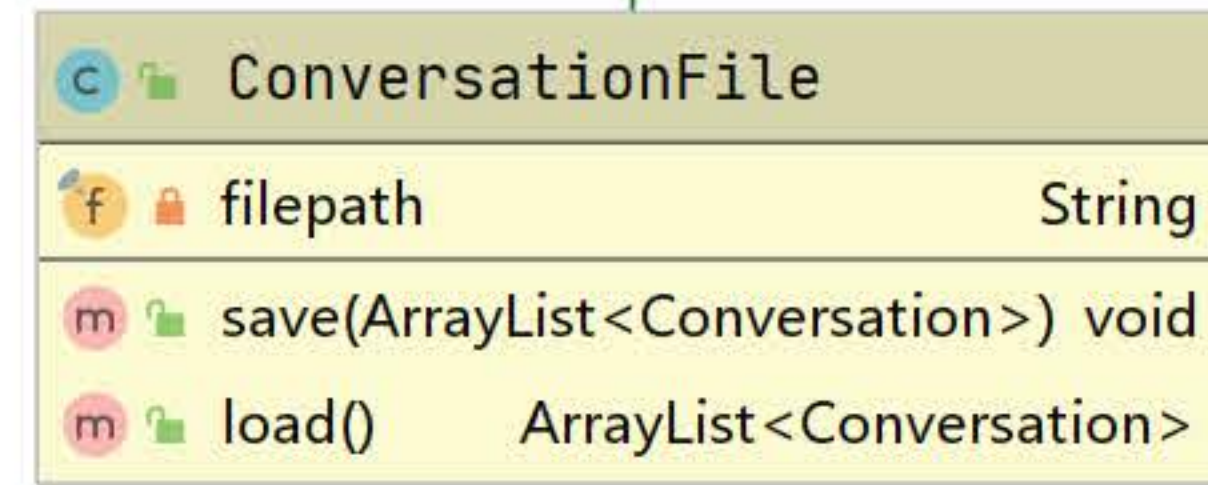 c ConversationFile
f filepath String
m save(ArrayList<Conversation>) void
m load() ArrayList<Conversation>